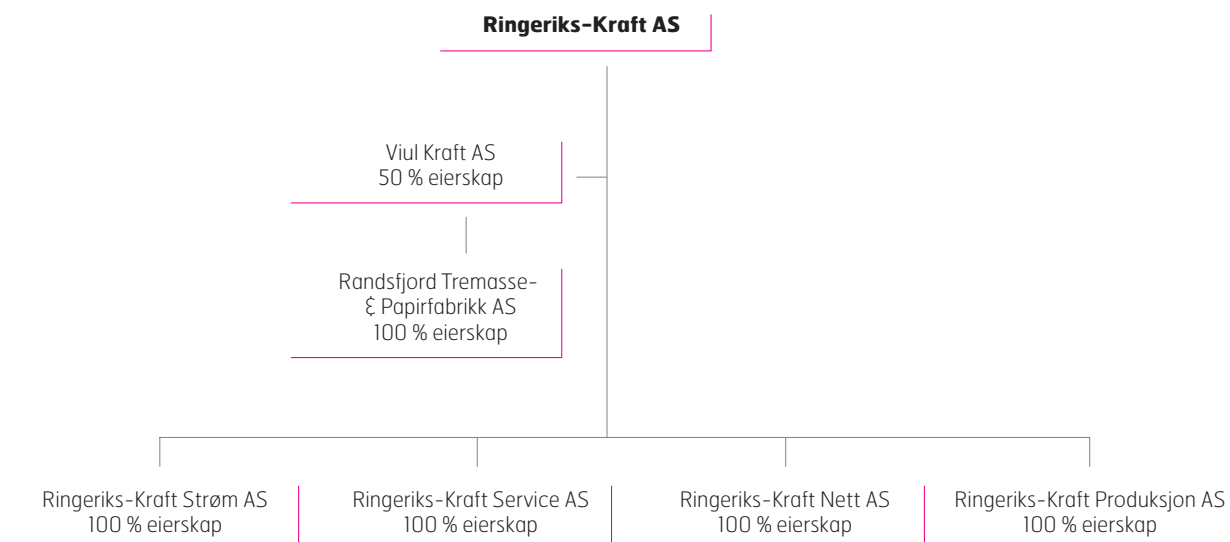 Ringeriks-Kraft AS
Viul Kraft AS
50 % eierskap
Randsfjord Tremasse-
& Papirfabrikk AS
100 % eierskap
Ringeriks-Kraft Strøm AS
100 % eierskap
Ringeriks-Kraft Service AS
100 % eierskap
Ringeriks-Kraft Nett AS
100 % eierskap
Ringeriks-Kraft Produksjon AS
100 % eierskap